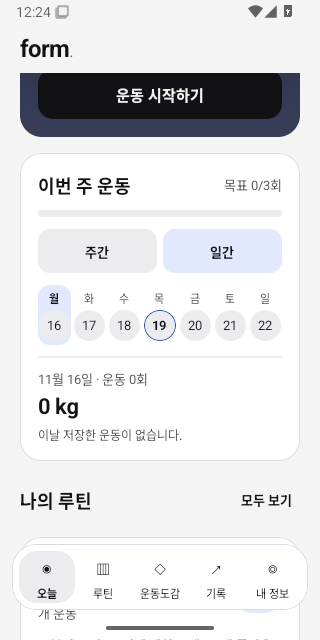 12:24
form.
운동 시작하기
이번 주 운동
목표 0/3회
주간
일간
월 화 수 목 금 토 일
16 17 18 19 20 21 22
11월 16일 · 운동 0회
0 kg
이날 저장한 운동이 없습니다.
나의 루틴
모두 보기
개 운동
오늘 루틴 운동도감 기록 내 정보